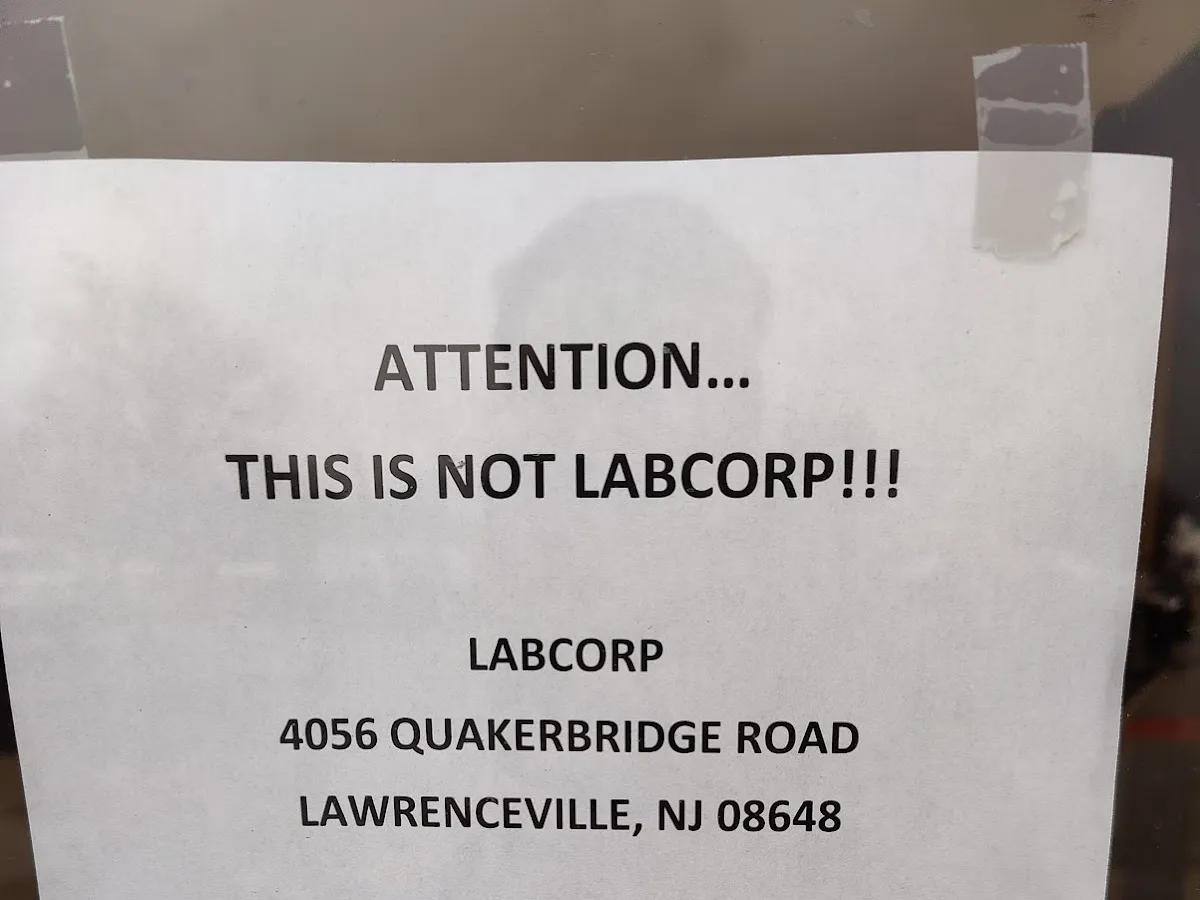 ATTENTION...
THIS IS NOT LABCORP!!!
LABCORP
4056 QUAKERBRIDGE ROAD
LAWRENCEVILLE, NJ 08648